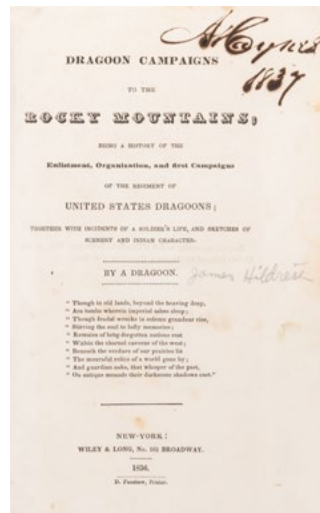 A Hoynes
1837
DRAGOON CAMPAIGNS
TO THE
ROCKY MOUNTAINS;
BEING A HISTORY OF THE
Enlistment, Organization, and first Campaigns
OF THE REGIMENT OF
UNITED STATES DRAGOONS;
TOGETHER WITH INCIDENTS OF A SOLDIER'S LIFE, AND SKETCHES OF
SCENERY AND INDIAN CHARACTER.
BY A DRAGOON.
James Hildreth
"Though in old lands, beyond the heaving deep,
"Are tombs wherein imperial ashes sleep;
"Though feudal wrecks in solemn grandeur rise,
"Stirring the soul to lofty memories;
"Remains of long-forgotten nations rest
"Within the charnel caverns of the west;
"Beneath the verdure of our prairies lie
"The mournful relics of a world gone by;
"And guardian oaks, that whisper of the past,
"On antique mounds their darksome shadows cast."
NEW-YORK:
WILEY & LONG, No. 161 BROADWAY.
1836.
D. Fanshaw, Printer.